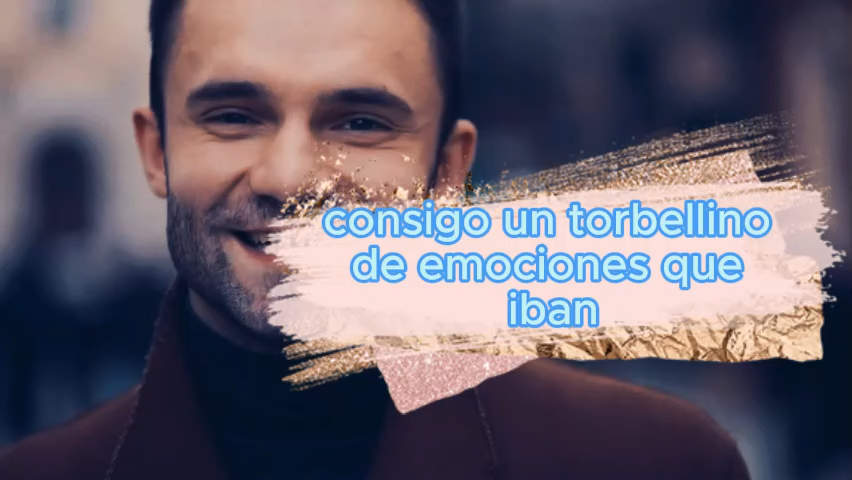 consigo un torbellino
de emociones que
iban